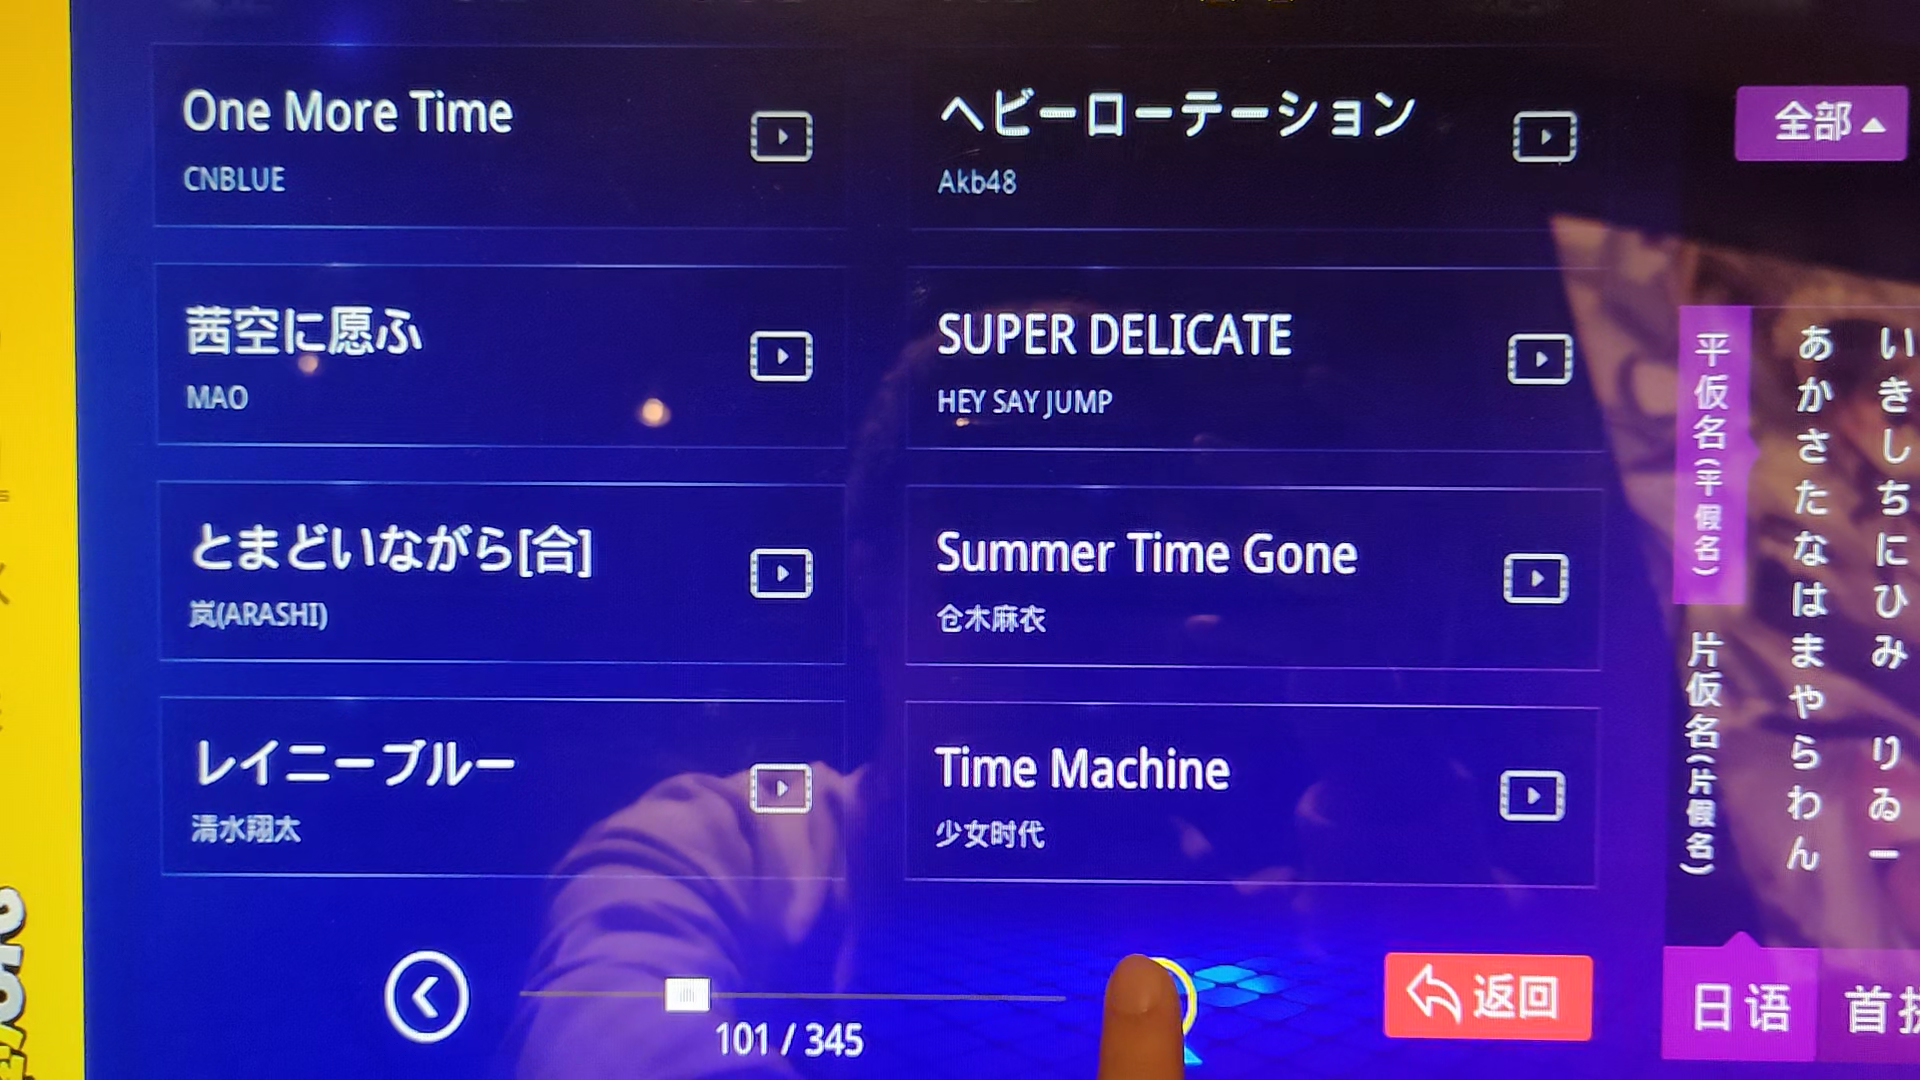 One More Time
CNBLUE
ヘビーローテーション
Akb48
茜空に愿ふ
MAO
SUPER DELICATE
HEY SAY JUMP
とまどいながら[合]
岚(ARASHI)
Summer Time Gone
仓木麻衣
レイニーブルー
清水翔太
Time Machine
少女时代
101 / 345
返回
全部
平仮名(平假名)
片仮名(片假名)
あかさたなはまやらわん
いきしちにひみ りゐー
日语
首